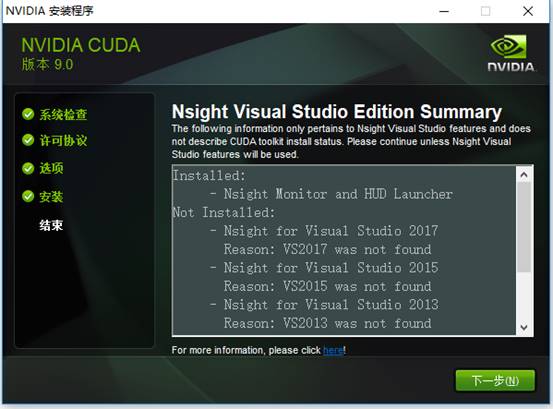 NVIDIA 安装程序
NVIDIA CUDA
版本 9.0
NVIDIA.
系统检查
许可协议
选项
安装
结束
Nsight Visual Studio Edition Summary
The following information only pertains to Nsight Visual Studio features and does
not describe CUDA toolkit install status. Please continue unless Nsight Visual
Studio features will be used.
Installed:
- Nsight Monitor and HUD Launcher
Not Installed:
- Nsight for Visual Studio 2017
Reason: VS2017 was not found
- Nsight for Visual Studio 2015
Reason: VS2015 was not found
- Nsight for Visual Studio 2013
Reason: VS2013 was not found
For more information, please click here!
下一步(N)